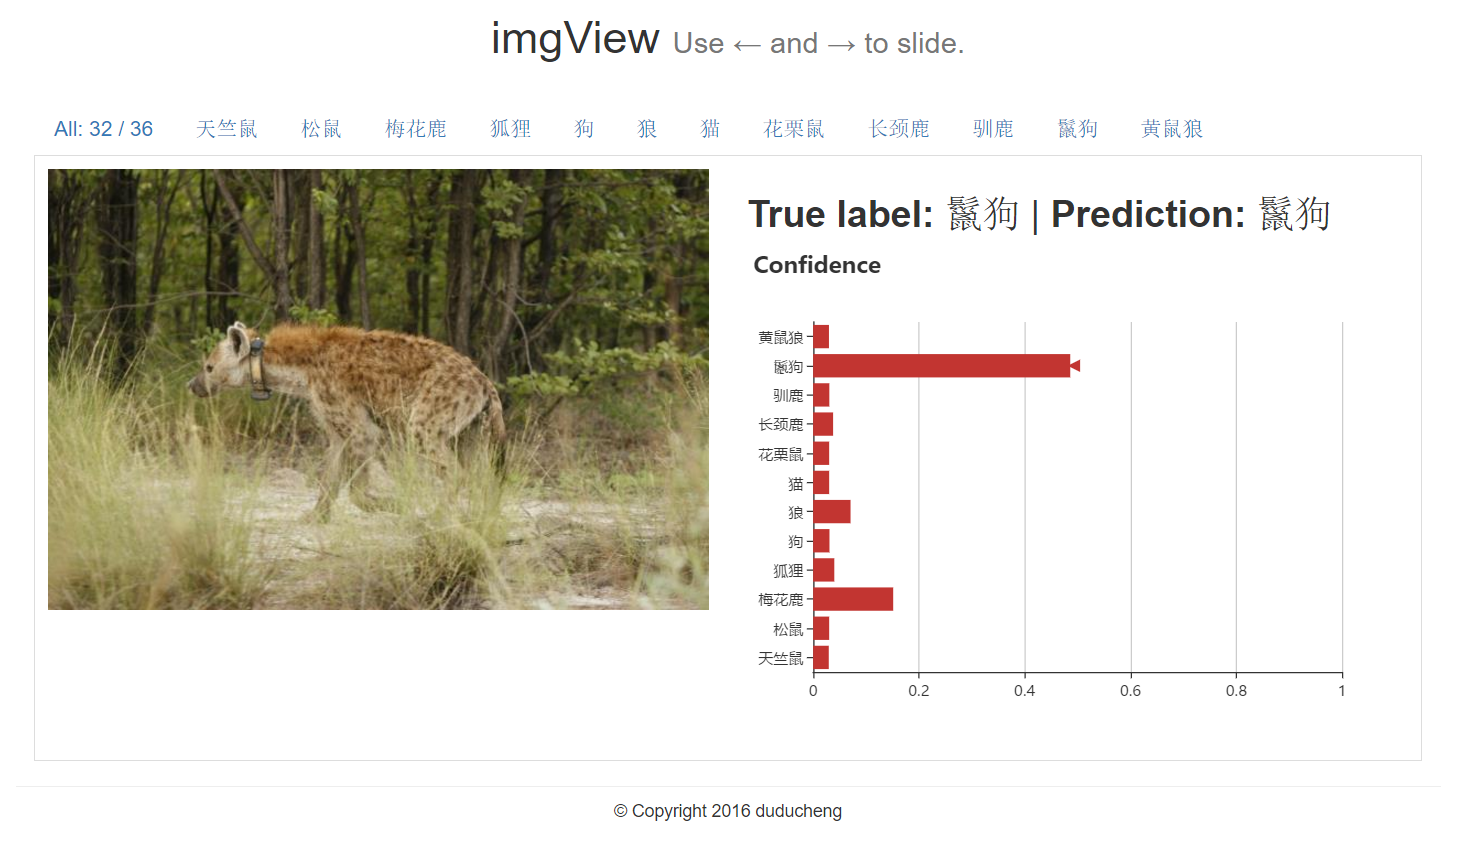 imgView Use ← and → to slide.
All: 32 / 36 天竺鼠 松鼠 梅花鹿 狐狸 狗 狼 猫 花栗鼠 长颈鹿 驯鹿 鬣狗 黄鼠狼
True label: 鬣狗 | Prediction: 鬣狗
Confidence
黄鼠狼
鬣狗
驯鹿
长颈鹿
花栗鼠
猫
狼
狗
狐狸
梅花鹿
松鼠
天竺鼠
0 0.2 0.4 0.6 0.8 1
© Copyright 2016 duducheng